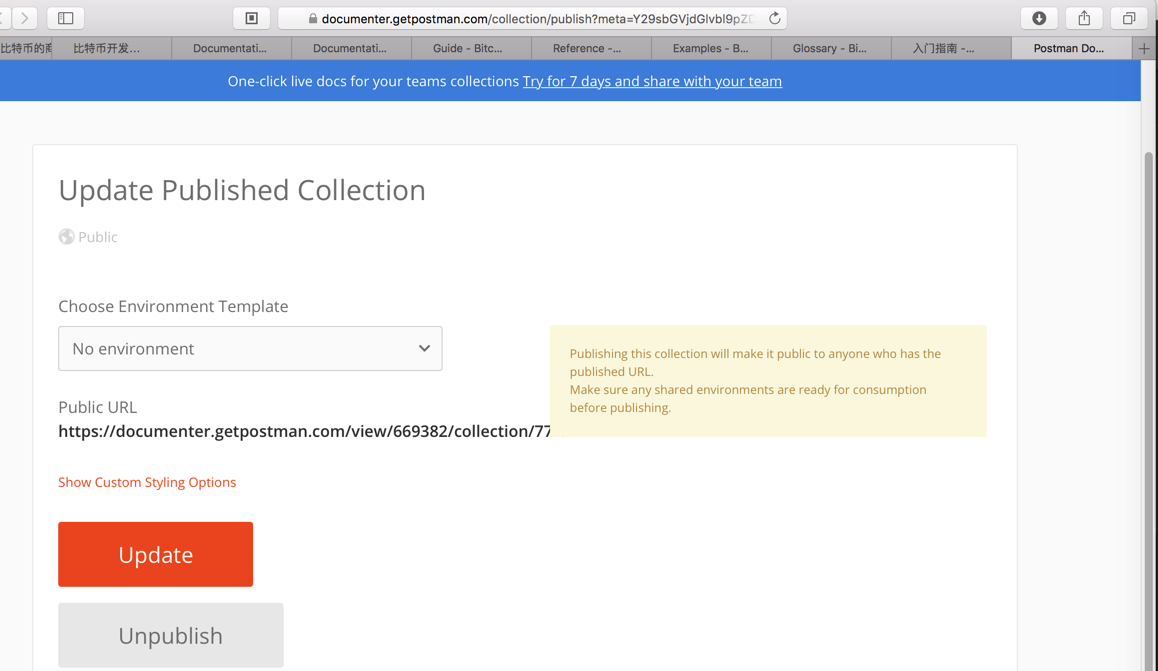 documenter.getpostman.com/collection/publish?meta=Y29sbGVjdGlvbl9pZD
比特币的商
比特币开发...
Documentati...
Documentati...
Guide - Bitc...
Reference -...
Examples - B...
Glossary - Bi...
入门指南 -...
Postman Do...
One-click live docs for your teams collections Try for 7 days and share with your team
Update Published Collection
Public
Choose Environment Template
No environment
Publishing this collection will make it public to anyone who has the
published URL.
Make sure any shared environments are ready for consumption
before publishing.
Public URL
https://documenter.getpostman.com/view/669382/collection/77
Show Custom Styling Options
Update
Unpublish